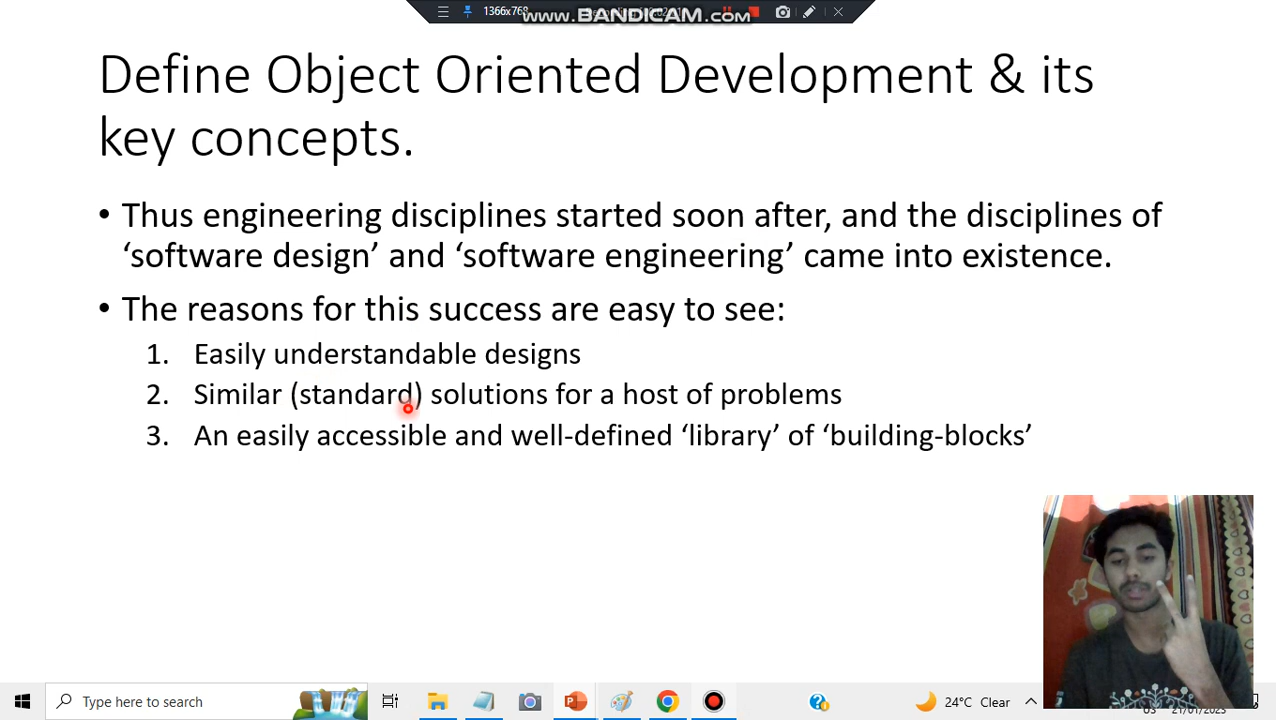 1366x768
www.BANDICAM.com
Define Object Oriented Development & its
key concepts.
• Thus engineering disciplines started soon after, and the disciplines of
‘software design’ and ‘software engineering’ came into existence.
• The reasons for this success are easy to see:
1. Easily understandable designs
2. Similar (standard) solutions for a host of problems
3. An easily accessible and well-defined ‘library’ of ‘building-blocks’
Type here to search
24°C Clear
21/01/2023